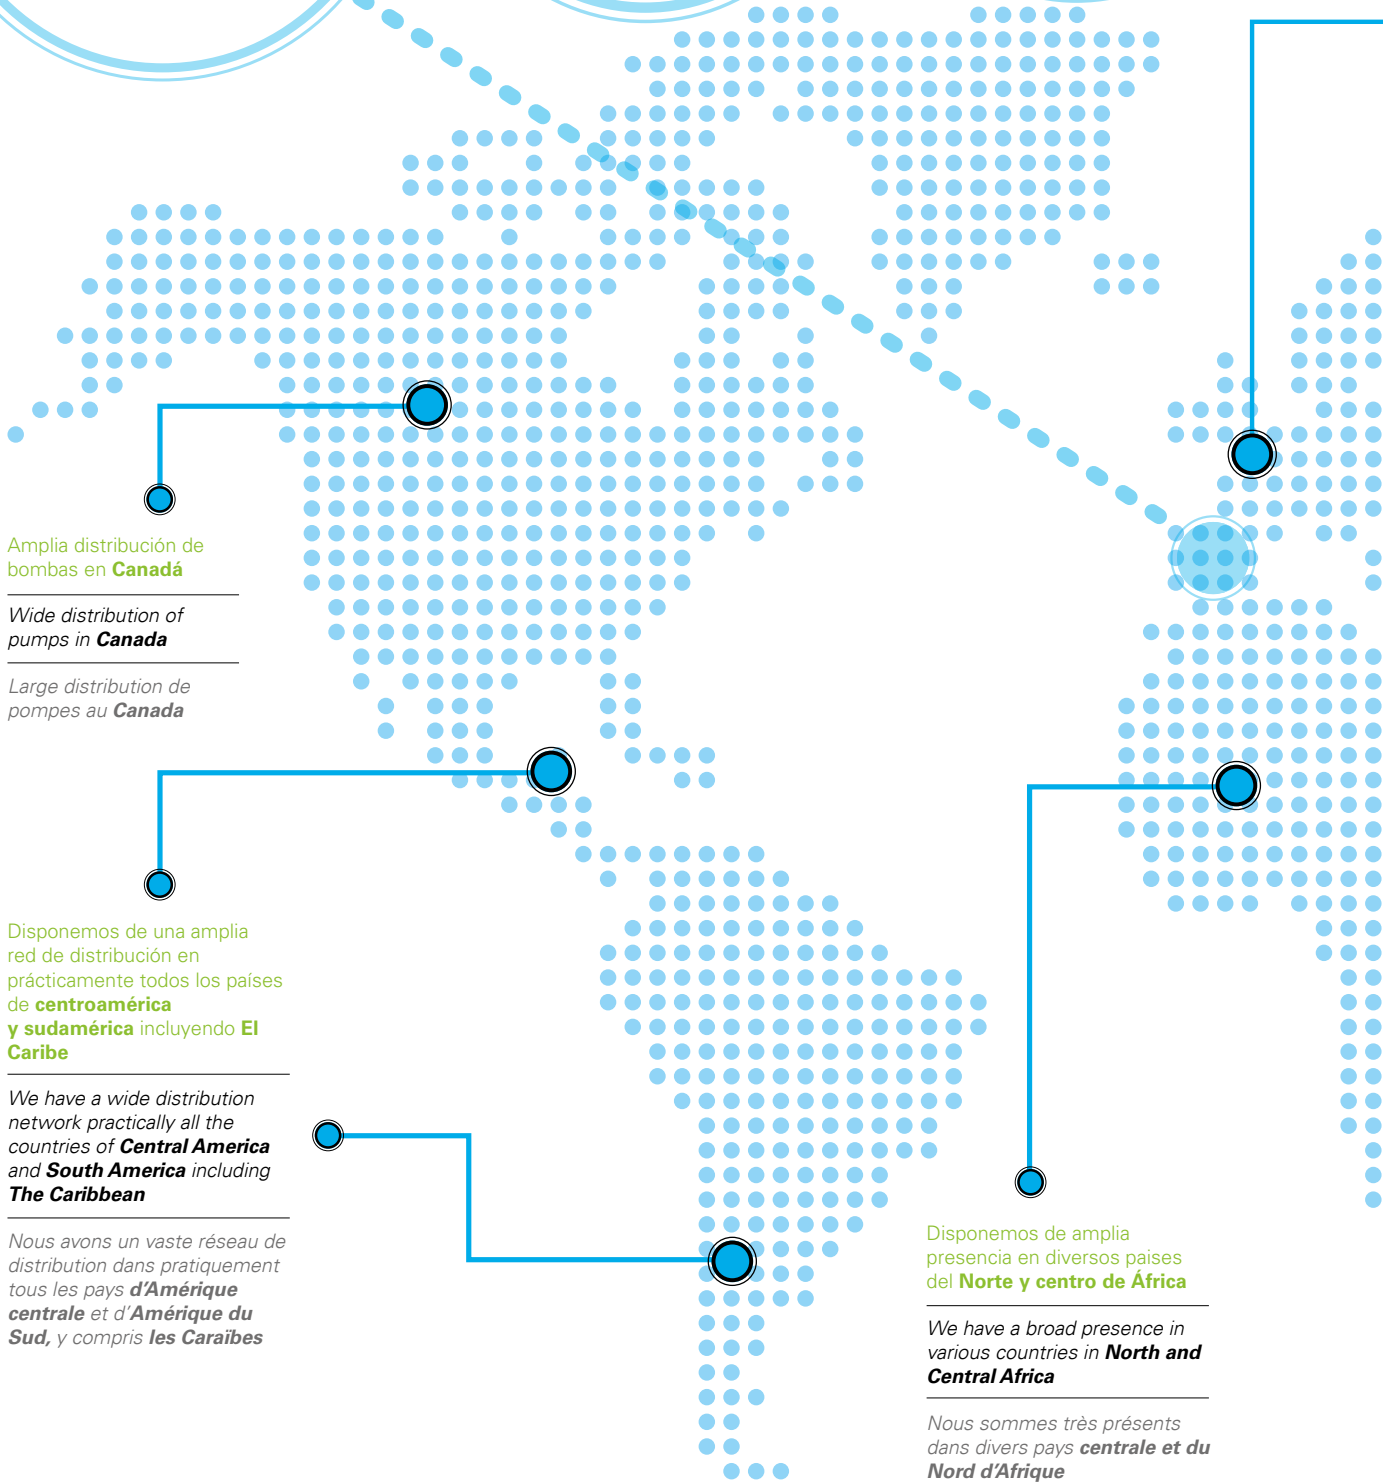 Amplia distribución de
bombas en Canadá
Wide distribution of
pumps in Canada
Large distribution de
pompes au Canada
Disponemos de una amplia
red de distribución en
prácticamente todos los países
de centroamérica
y sudamérica incluyendo El
Caribe
We have a wide distribution
network practically all the
countries of Central America
and South America including
The Caribbean
Nous avons un vaste réseau de
distribution dans pratiquement
tous les pays d'Amérique
centrale et d'Amérique du
Sud, y compris les Caraïbes
Disponemos de amplia
presencia en diversos paises
del Norte y centro de África
We have a broad presence in
various countries in North and
Central Africa
Nous sommes très présents
dans divers pays centrale et du
Nord d'Afrique